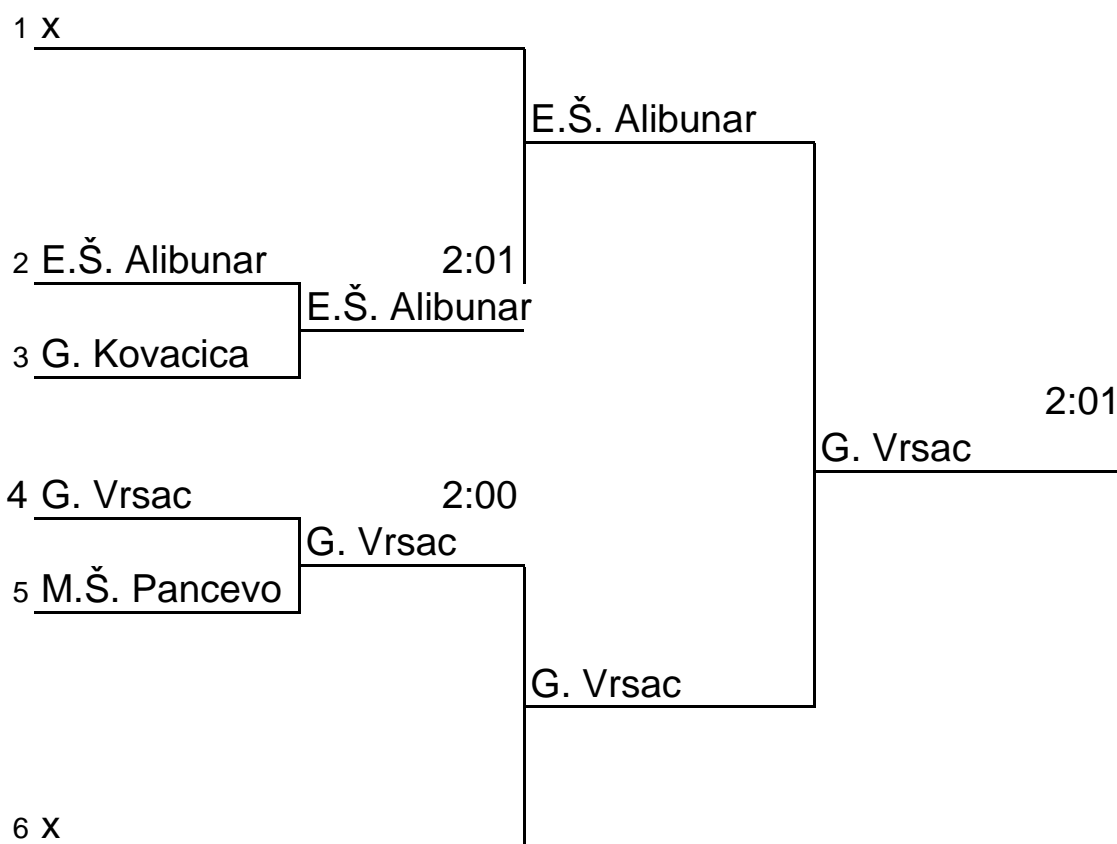 1 x
E.Š. Alibunar
2 E.Š. Alibunar 2:01
E.Š. Alibunar
3 G. Kovacica
2:01
G. Vrsac
4 G. Vrsac 2:00
G. Vrsac
5 M.Š. Pancevo
G. Vrsac
6 x